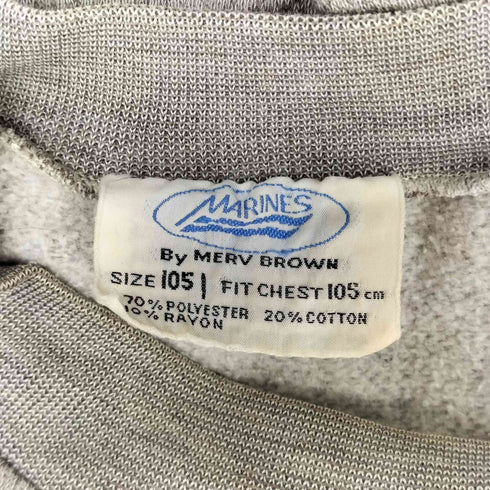 MARINES
By MERV BROWN
SIZE 105 | FIT CHEST 105 cm
70% POLYESTER 20% COTTON
10% RAYON